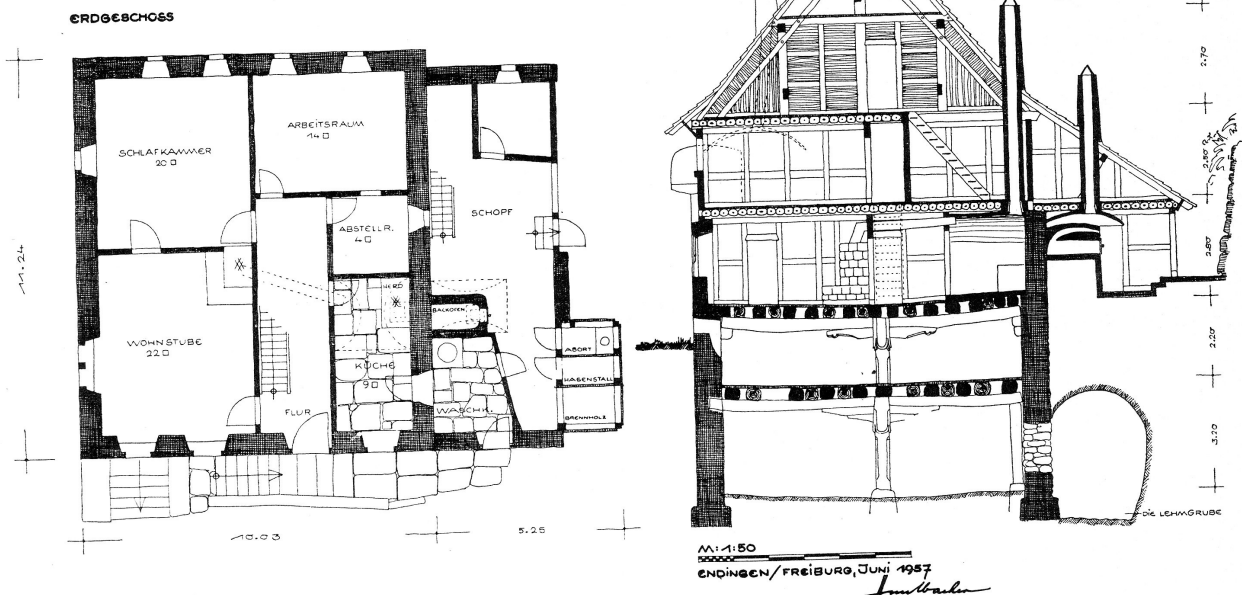 ERDGESCHOSS
ARBEITSRAUM
14□
SCHLAFKAMMER
20□
SCHOPF
ABSTELLR.
4□
HERD
BACKOFEN
WOHNSTUBE
22□
ABORT
KÜCHE
9□
HASENSTALL
WASCHK.
FLUR
BRENNHOLZ
11.24
10.03
5.25
2.70
2.80
2.20
3.20
DIE LEHMGRUBE
M:1:50
ENDINGEN/FREIBURG, JUNI 1957